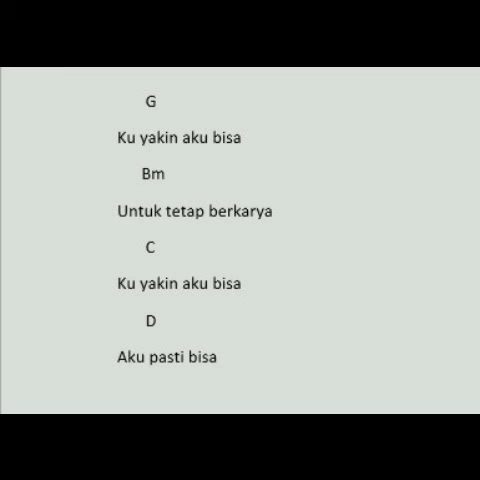 G
Ku yakin aku bisa
Bm
Untuk tetap berkarya
C
Ku yakin aku bisa
D
Aku pasti bisa